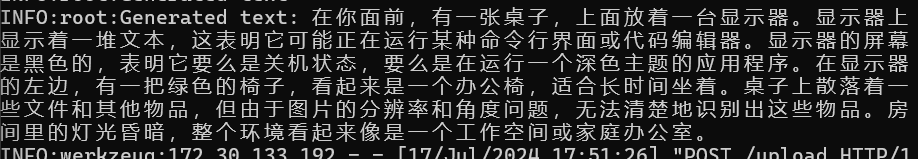 INFO:root:Generated text: 在你面前，有一张桌子，上面放着一台显示器。显示器上
显示着一堆文本，这表明它可能正在运行某种命令行界面或代码编辑器。显示器的屏幕
是黑色的，表明它要么是关机状态，要么是在运行一个深色主题的应用程序。在显示器
的左边，有一把绿色的椅子，看起来是一个办公椅，适合长时间坐着。桌子上散落着一
些文件和其他物品，但由于图片的分辨率和角度问题，无法清楚地识别出这些物品。房
间里的灯光昏暗，整个环境看起来像是一个工作空间或家庭办公室。
INFO:werkzeug:172.30.133.192 - - [17/Jul/2024 17:51:26] "POST /upload HTTP/1